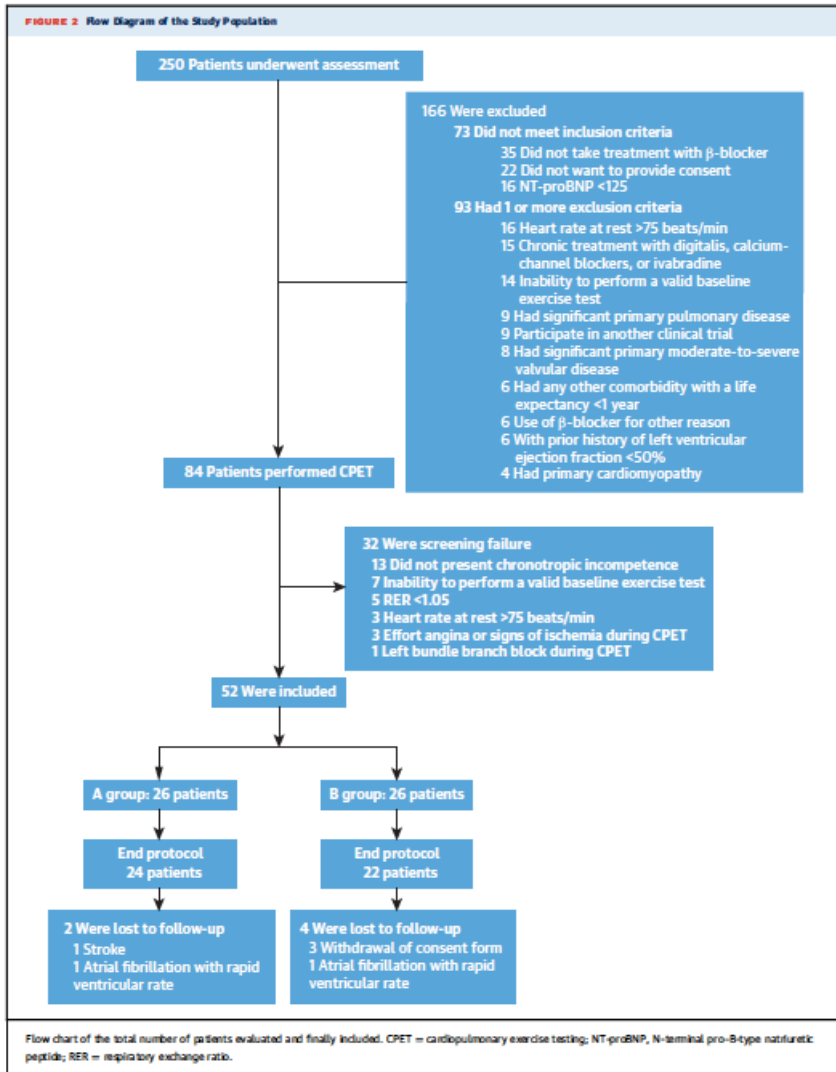 FIGURE 2 Flow Diagram of the Study Population
250 Patients underwent assessment
166 Were excluded
73 Did not meet inclusion criteria
35 Did not take treatment with β-blocker
22 Did not want to provide consent
16 NT-proBNP <125
93 Had 1 or more exclusion criteria
16 Heart rate at rest >75 beats/min
15 Chronic treatment with digitalis, calcium-
channel blockers, or ivabradine
14 Inability to perform a valid baseline
exercise test
9 Had significant primary pulmonary disease
9 Participate in another clinical trial
8 Had significant primary moderate-to-severe
valvular disease
6 Had any other comorbidity with a life
expectancy <1 year
6 Use of β-blocker for other reason
6 With prior history of left ventricular
ejection fraction <50%
4 Had primary cardiomyopathy
84 Patients performed CPET
32 Were screening failure
13 Did not present chronotropic incompetence
7 Inability to perform a valid baseline exercise test
5 RER <1.05
3 Heart rate at rest >75 beats/min
3 Effort angina or signs of ischemia during CPET
1 Left bundle branch block during CPET
52 Were included
A group: 26 patients
B group: 26 patients
End protocol
24 patients
End protocol
22 patients
2 Were lost to follow-up
1 Stroke
1 Atrial fibrillation with rapid
ventricular rate
4 Were lost to follow-up
3 Withdrawal of consent form
1 Atrial fibrillation with rapid
ventricular rate
Flow chart of the total number of patients evaluated and finally included. CPET = cardiopulmonary exercise testing; NT-proBNP, N-terminal pro–B-type natriuretic
peptide; RER = respiratory exchange ratio.